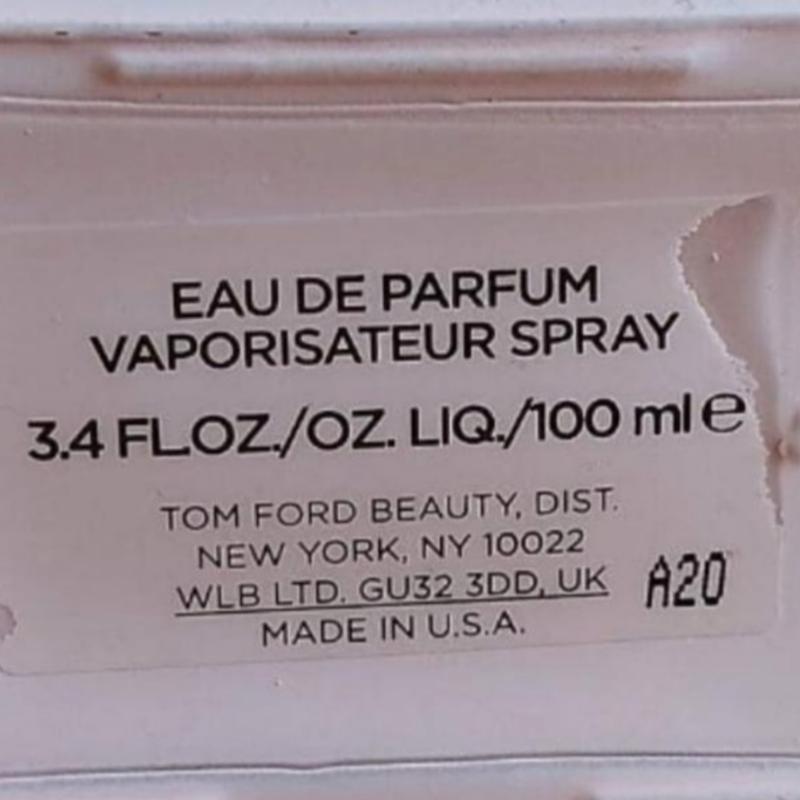 EAU DE PARFUM
VAPORISATEUR SPRAY
3.4 FL.OZ./OZ. LIQ./100 ml ℮
TOM FORD BEAUTY, DIST.
NEW YORK, NY 10022
WLB LTD. GU32 3DD, UK
MADE IN U.S.A.
A20